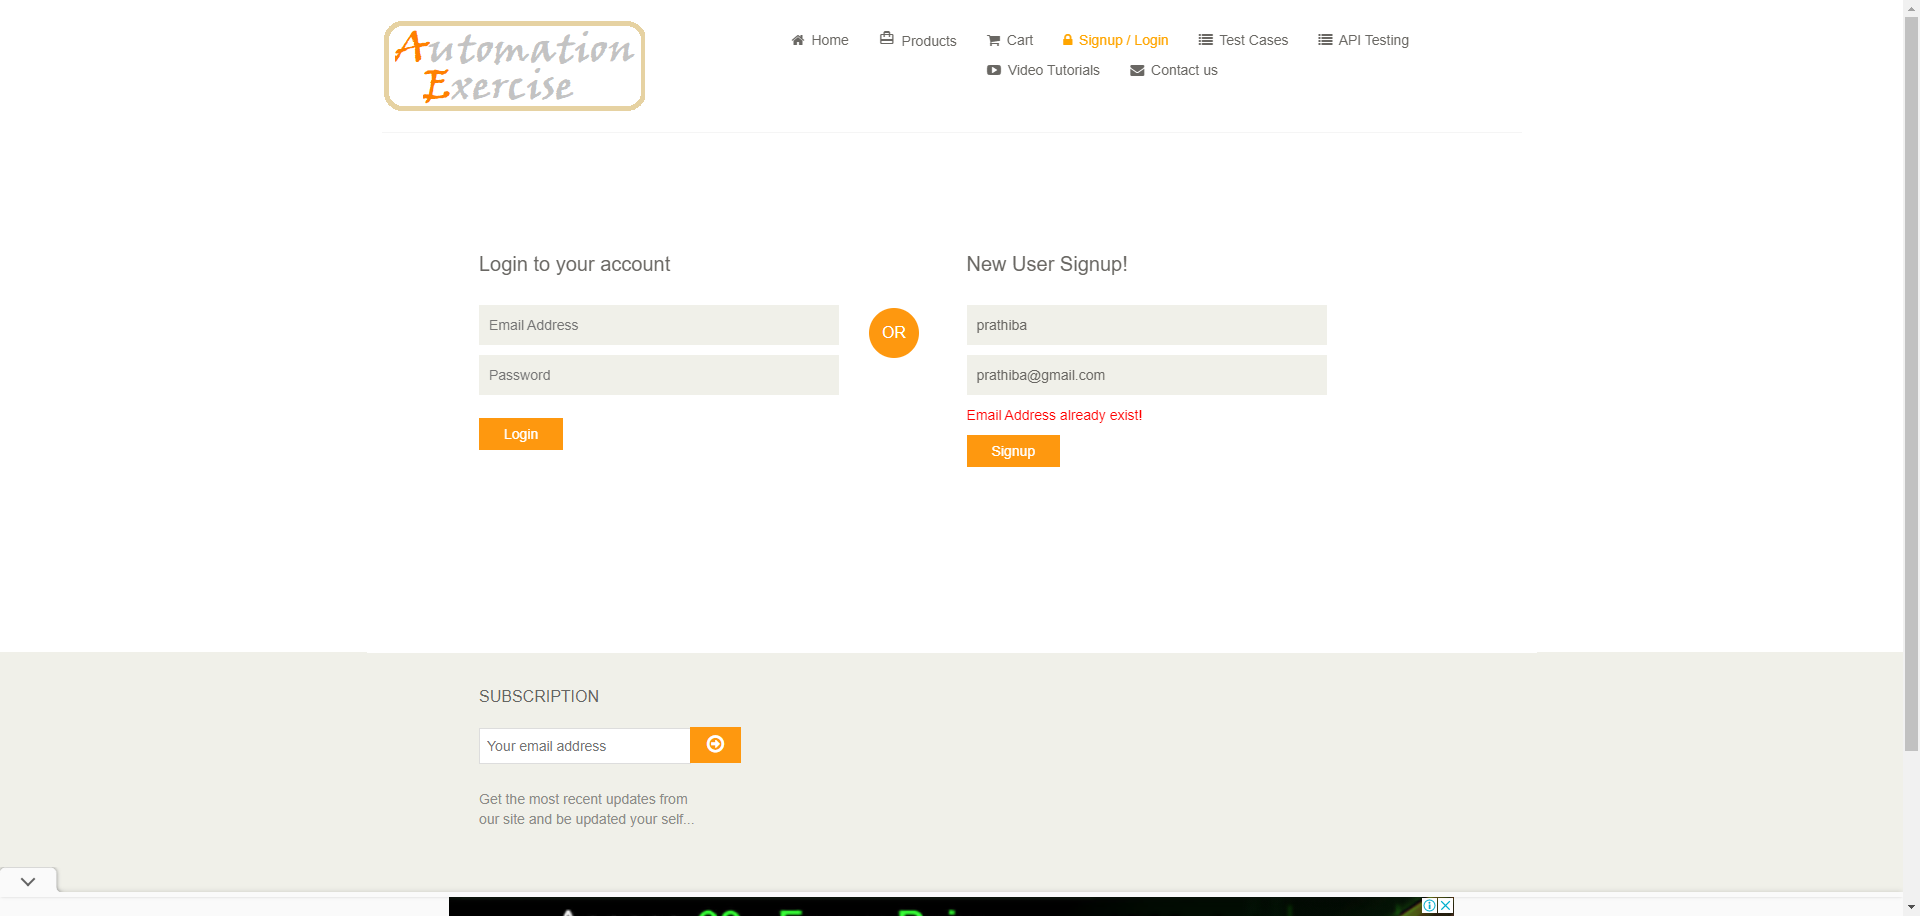 Automation
Exercise
Home
Products
Cart
Signup / Login
Test Cases
API Testing
Video Tutorials
Contact us
Login to your account
New User Signup!
Email Address
Password
Login
OR
prathiba
prathiba@gmail.com
Email Address already exist!
Signup
SUBSCRIPTION
Your email address
Get the most recent updates from
our site and be updated your self...